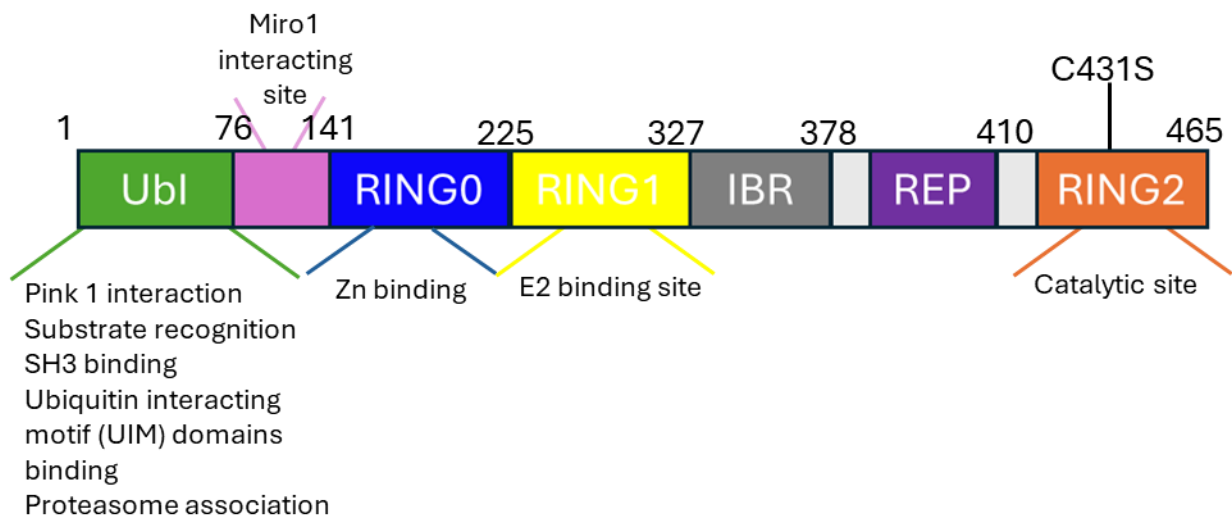 Miro1
interacting
site
C431S
1
76
141
225
327
378
410
465
Ubl
RING0
RING1
IBR
REP
RING2
Pink 1 interaction
Substrate recognition
SH3 binding
Ubiquitin interacting
motif (UIM) domains
binding
Proteasome association
Zn binding
E2 binding site
Catalytic site